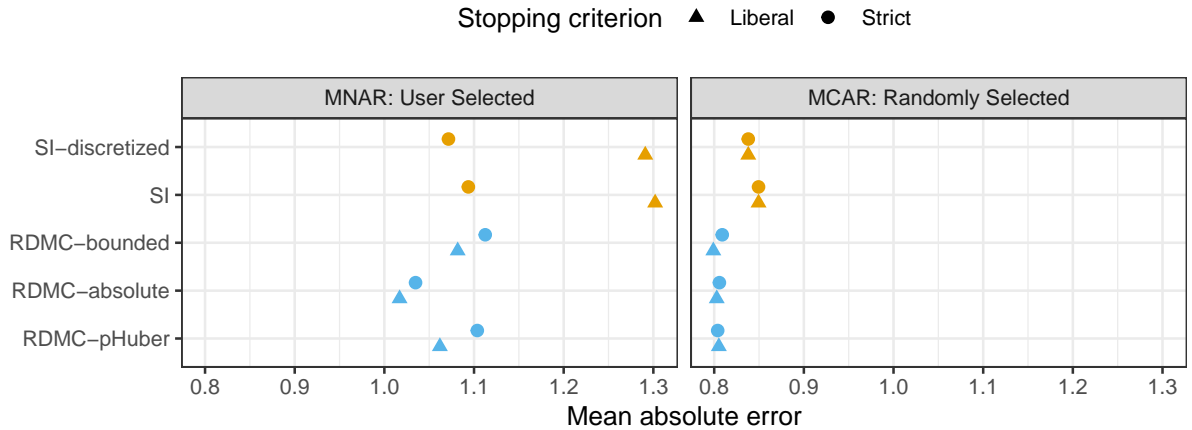 Stopping criterion Liberal Strict
MNAR: User Selected MCAR: Randomly Selected
SI−discretized
SI
RDMC−bounded
RDMC−absolute
RDMC−pHuber
0.8 0.9 1.0 1.1 1.2 1.3 0.8 0.9 1.0 1.1 1.2 1.3
Mean absolute error